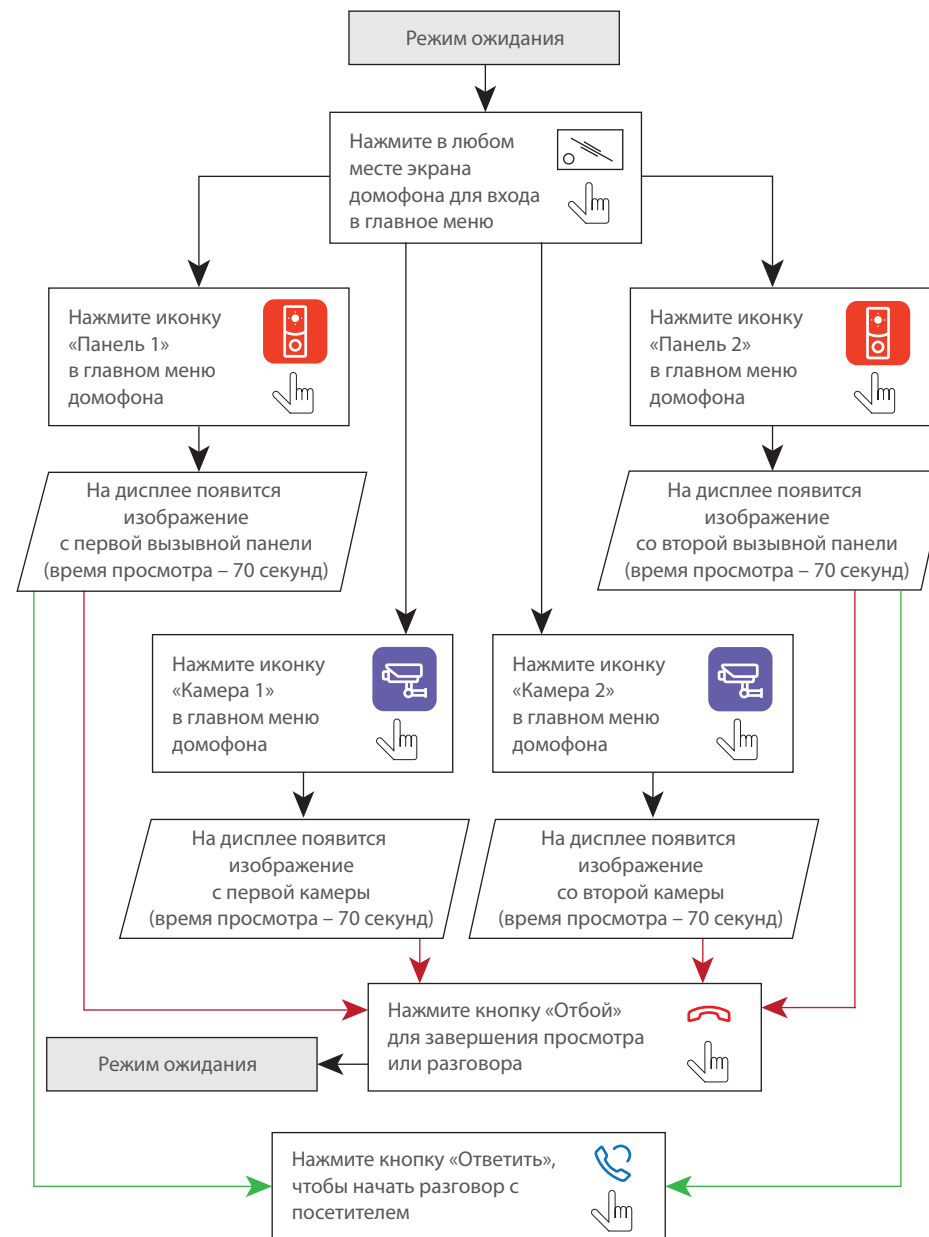 Режим ожидания
Нажмите в любом
месте экрана
домофона для входа
в главное меню
Нажмите иконку
«Панель 1»
в главном меню
домофона
Нажмите иконку
«Панель 2»
в главном меню
домофона
На дисплее появится
изображение
с первой вызывной панели
(время просмотра – 70 секунд)
На дисплее появится
изображение
со второй вызывной панели
(время просмотра – 70 секунд)
Нажмите иконку
«Камера 1»
в главном меню
домофона
Нажмите иконку
«Камера 2»
в главном меню
домофона
На дисплее появится
изображение
с первой камеры
(время просмотра – 70 секунд)
На дисплее появится
изображение
со второй камеры
(время просмотра – 70 секунд)
Нажмите кнопку «Отбой»
для завершения просмотра
или разговора
Режим ожидания
Нажмите кнопку «Ответить»,
чтобы начать разговор с
посетителем